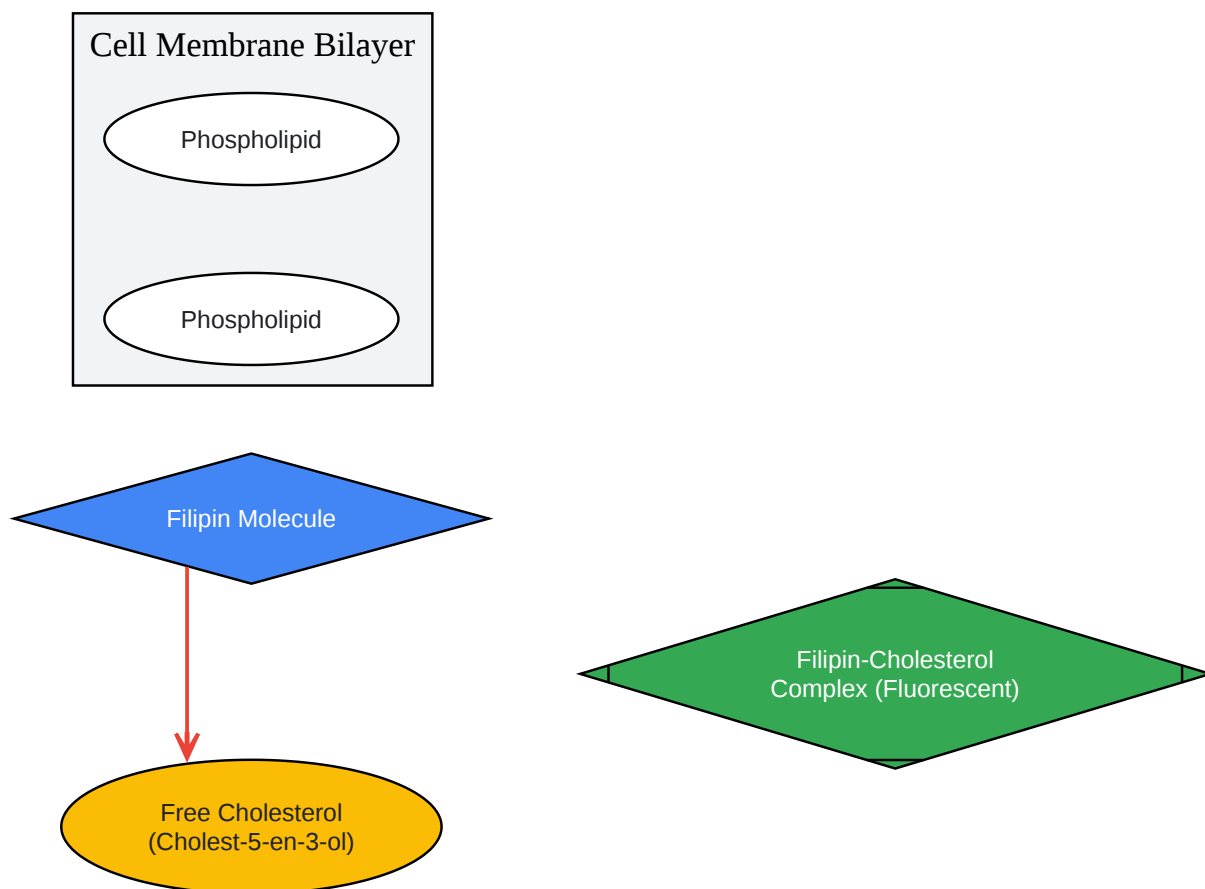 Cell Membrane Bilayer
Phospholipid
Phospholipid
Filipin Molecule
Filipin-Cholesterol
Complex (Fluorescent)
Free Cholesterol
(Cholest-5-en-3-ol)